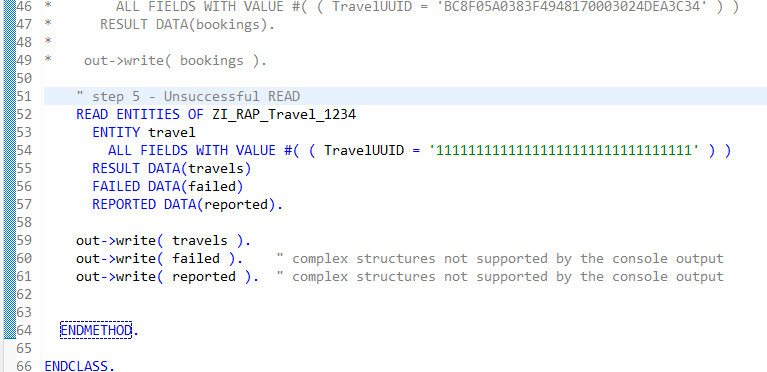 46 *        ALL FIELDS WITH VALUE #( ( TravelUUID = 'BC8F05A0383F4948170003024DEA3C34' ) )
47 *      RESULT DATA(bookings).
48 *
49 *    out->write( bookings ).
50
51     " step 5 - Unsuccessful READ
52     READ ENTITIES OF ZI_RAP_Travel_1234
53       ENTITY travel
54         ALL FIELDS WITH VALUE #( ( TravelUUID = '11111111111111111111111111111111' ) )
55       RESULT DATA(travels)
56       FAILED DATA(failed)
57       REPORTED DATA(reported).
58
59     out->write( travels ).
60     out->write( failed ).    " complex structures not supported by the console output
61     out->write( reported ).  " complex structures not supported by the console output
62
63
64   ENDMETHOD.
65
66 ENDCLASS.